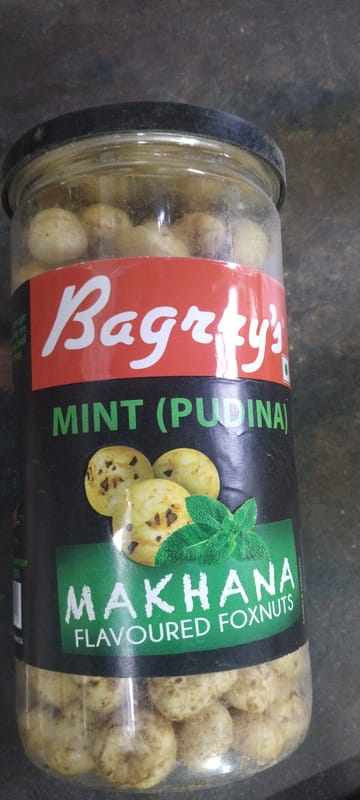 Bagrry's
MINT (PUDINA)
MAKHANA
FLAVOURED FOXNUTS